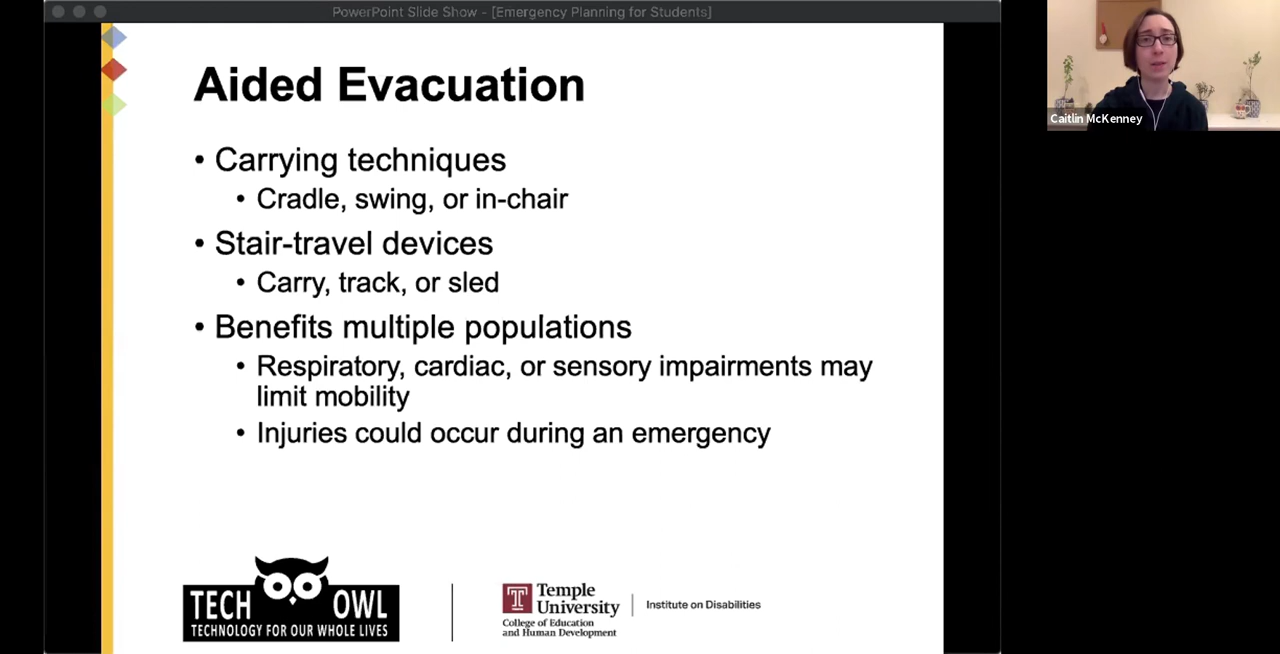 PowerPoint Slide Show - [Emergency Planning for Students]
Aided Evacuation
• Carrying techniques
• Cradle, swing, or in-chair
• Stair-travel devices
• Carry, track, or sled
• Benefits multiple populations
• Respiratory, cardiac, or sensory impairments may
limit mobility
• Injuries could occur during an emergency
TECH OWL
TECHNOLOGY FOR OUR WHOLE LIVES
T
Temple
University
College of Education
and Human Development
Institute on Disabilities
Caitlin McKenney